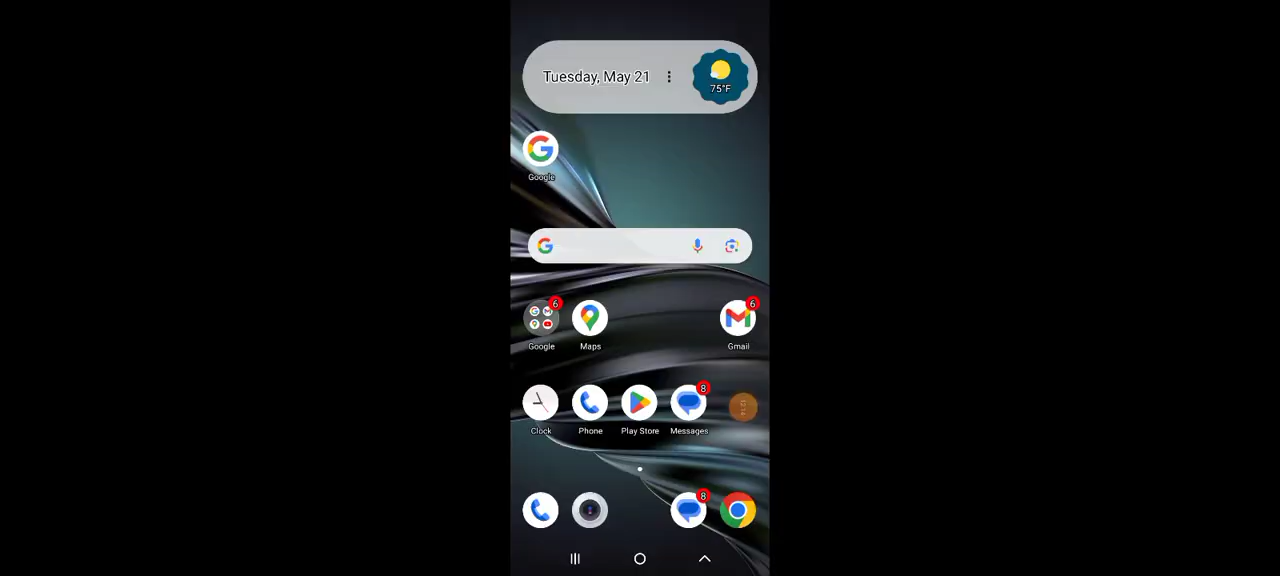 Tuesday, May 21
75°F
Google
6
6
Google
Maps
Gmail
8
Clock
Phone
Play Store
Messages
8